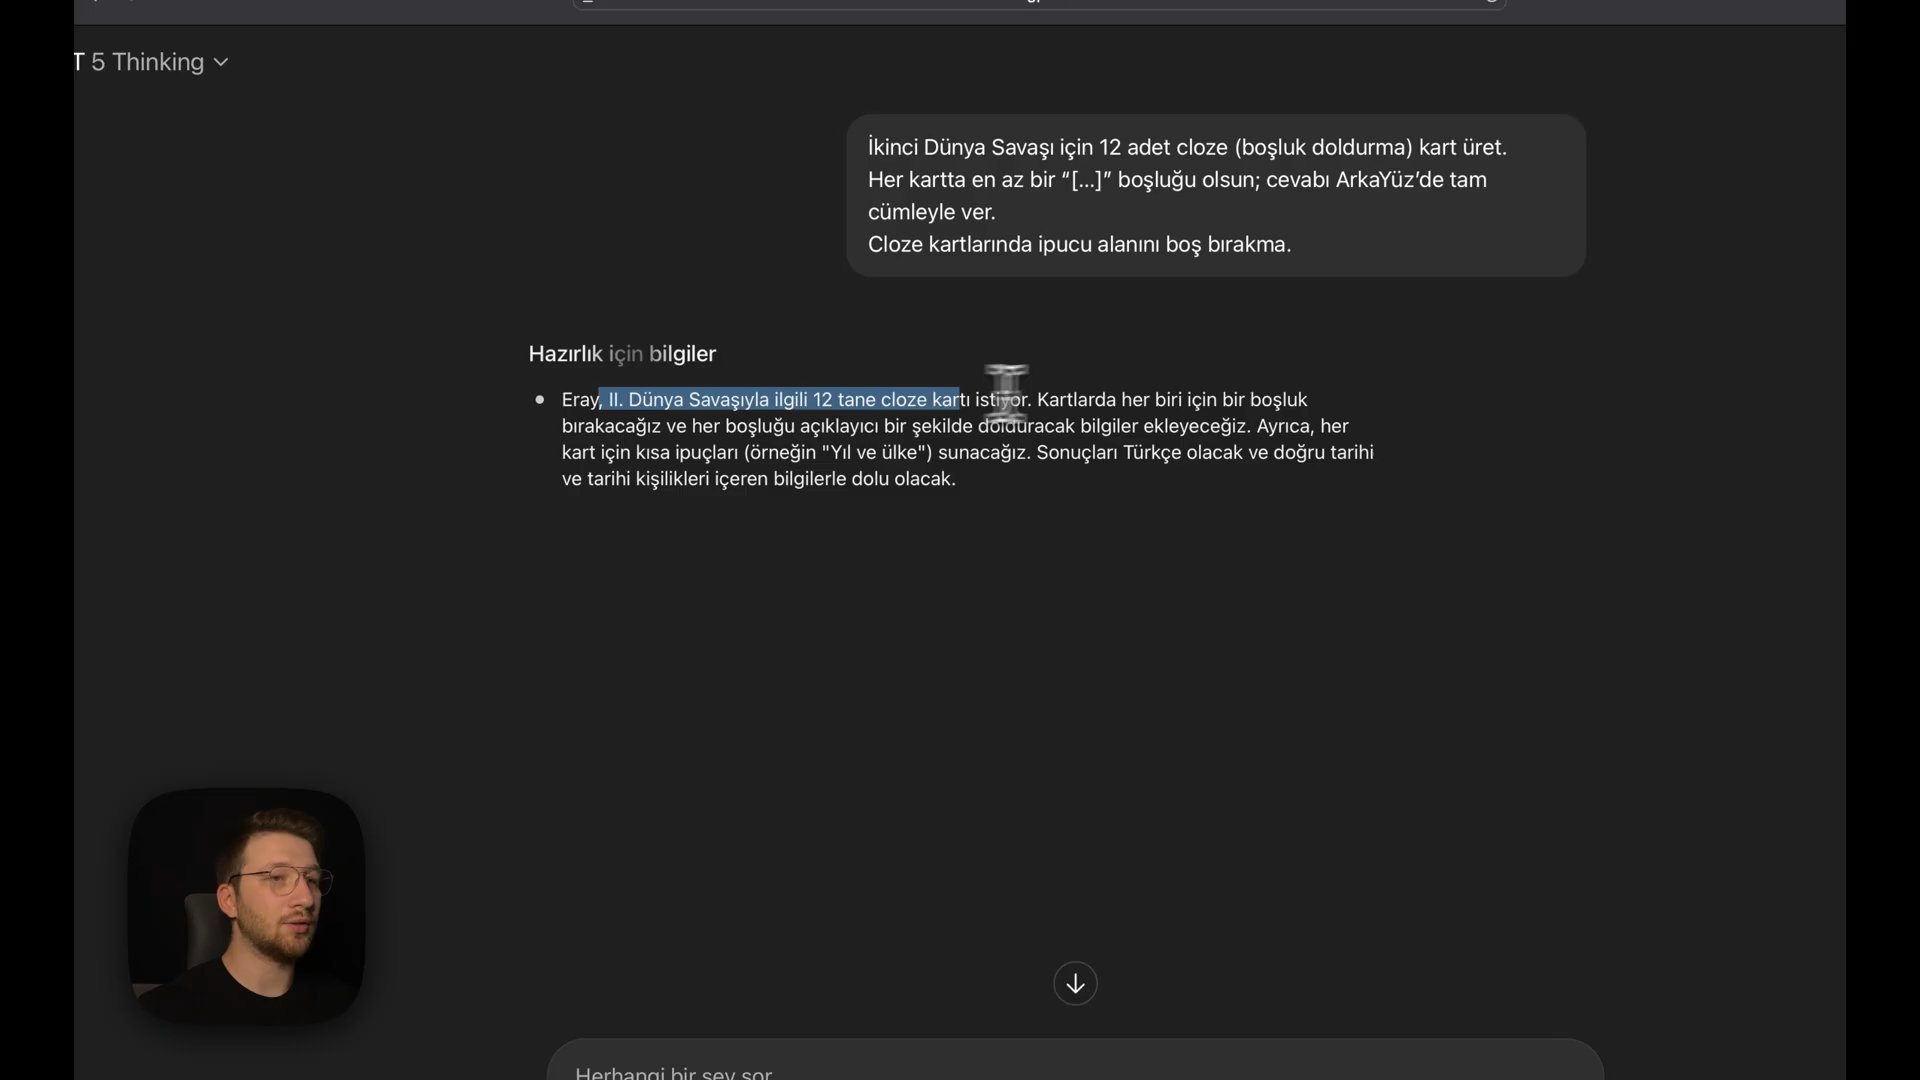 T 5 Thinking
İkinci Dünya Savaşı için 12 adet cloze (boşluk doldurma) kart üret.
Her kartta en az bir “[...]” boşluğu olsun; cevabı ArkaYüz’de tam
cümleyle ver.
Cloze kartlarında ipucu alanını boş bırakma.
Hazırlık için bilgiler
Eray, II. Dünya Savaşıyla ilgili 12 tane cloze kartı istiyor. Kartlarda her biri için bir boşluk
bırakacağız ve her boşluğu açıklayıcı bir şekilde dolduracak bilgiler ekleyeceğiz. Ayrıca, her
kart için kısa ipuçları (örneğin "Yıl ve ülke") sunacağız. Sonuçları Türkçe olacak ve doğru tarihi
ve tarihi kişilikleri içeren bilgilerle dolu olacak.
Herhangi bir şey sor